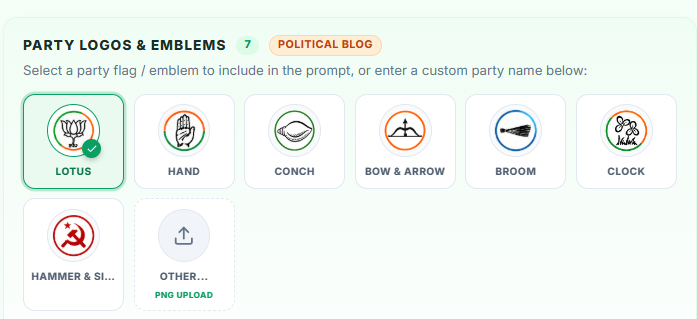 PARTY LOGOS & EMBLEMS 7 POLITICAL BLOG
Select a party flag / emblem to include in the prompt, or enter a custom party name below:
LOTUS HAND CONCH BOW & ARROW BROOM CLOCK
HAMMER & SI... OTHER...
PNG UPLOAD